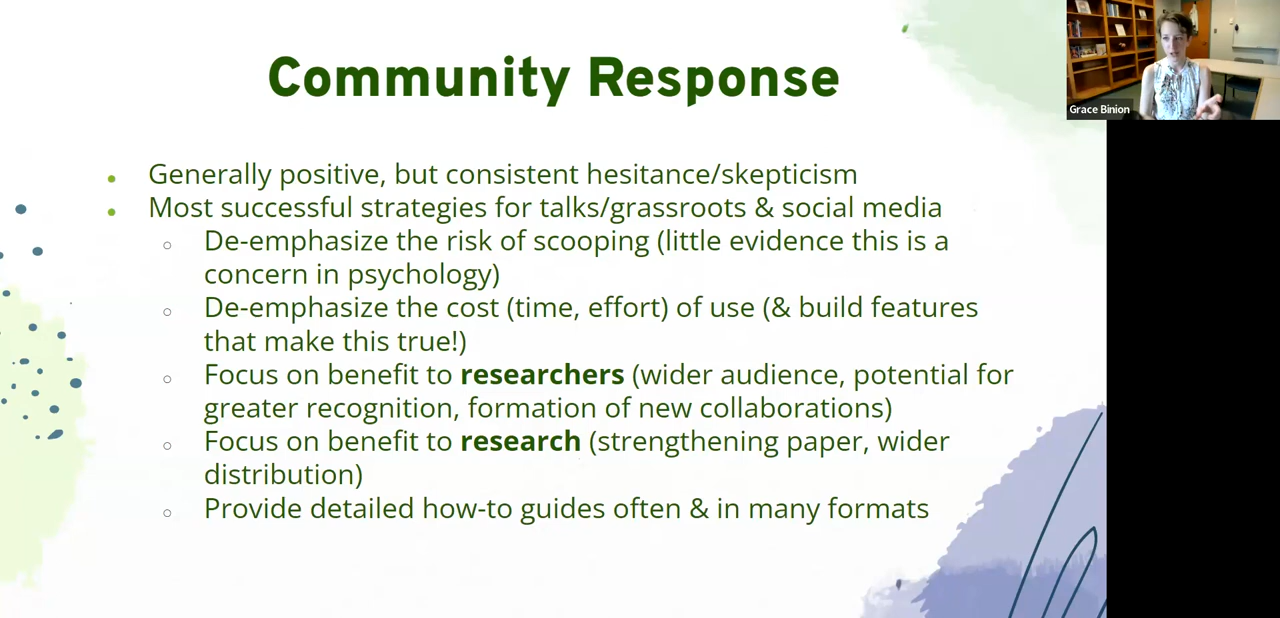 Community Response
Grace Binion
Generally positive, but consistent hesitance/skepticism
Most successful strategies for talks/grassroots & social media
De-emphasize the risk of scooping (little evidence this is a
concern in psychology)
De-emphasize the cost (time, effort) of use (& build features
that make this true!)
Focus on benefit to researchers (wider audience, potential for
greater recognition, formation of new collaborations)
Focus on benefit to research (strengthening paper, wider
distribution)
Provide detailed how-to guides often & in many formats